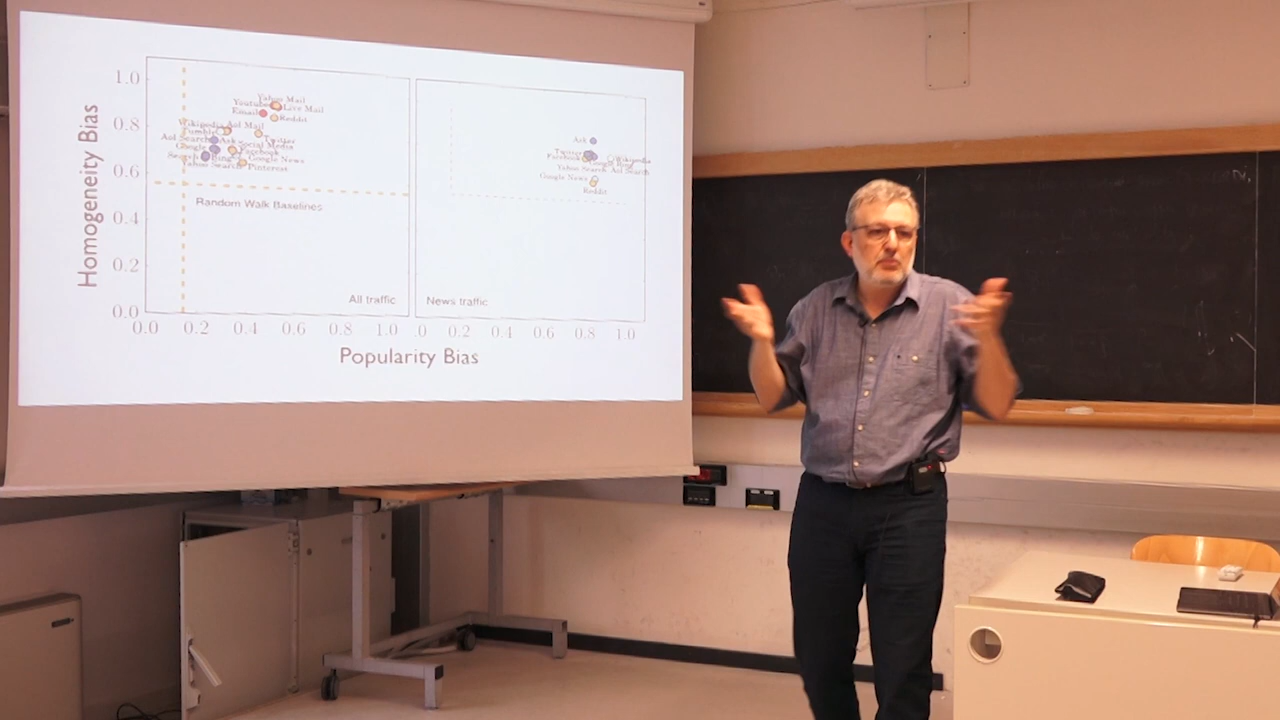 Homogeneity Bias
1.0
0.8
0.6
0.4
0.2
0.0
Yahoo Mail
Youtube Live Mail
Email Reddit
Wikipedia Aol Mail
Tumblr Twitter
Aol Search Ask Social Media
Google Facebook
Search Bing Google News
Yahoo Search Pinterest
Random Walk Baselines
All traffic
Ask
Twitter Wikipedia
Facebook Google Bing
Yahoo Search Aol Search
Google News
Reddit
News traffic
0.0 0.2 0.4 0.6 0.8 1.0 .0 0.2 0.4 0.6 0.8 1.0
Popularity Bias